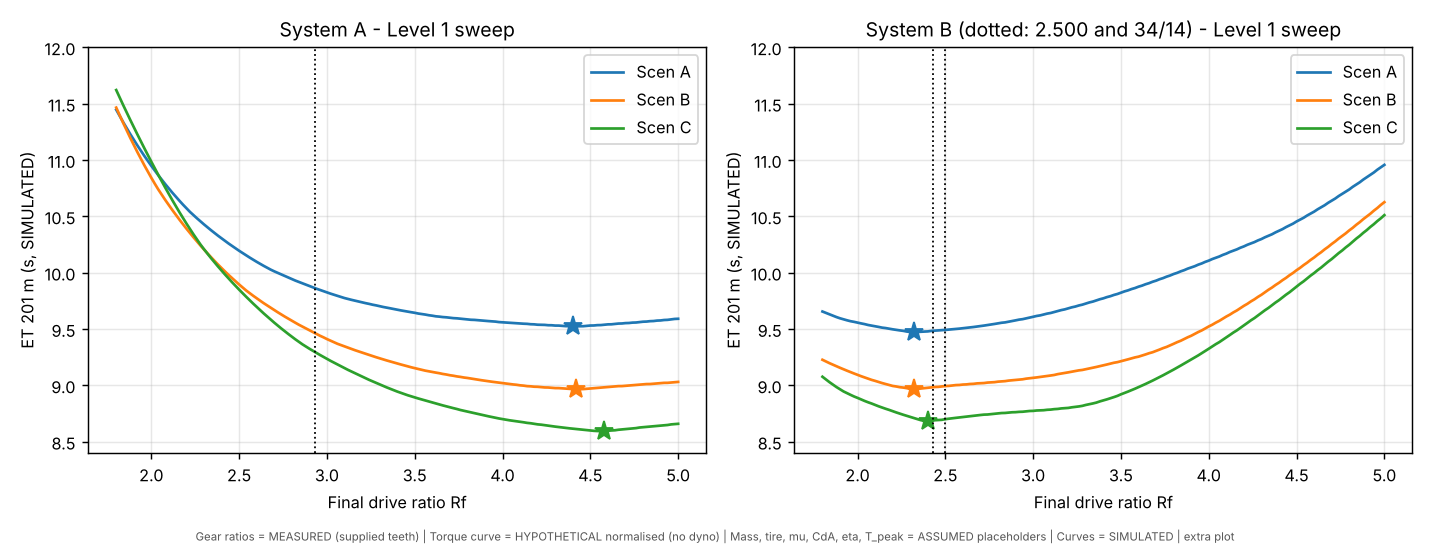 System A - Level 1 sweep
12.0
11.5
11.0
10.5
10.0
9.5
9.0
8.5
ET 201 m (s, SIMULATED)
Scen A
Scen B
Scen C
2.0 2.5 3.0 3.5 4.0 4.5 5.0
Final drive ratio Rf
System B (dotted: 2.500 and 34/14) - Level 1 sweep
12.0
11.5
11.0
10.5
10.0
9.5
9.0
8.5
ET 201 m (s, SIMULATED)
Scen A
Scen B
Scen C
2.0 2.5 3.0 3.5 4.0 4.5 5.0
Final drive ratio Rf
Gear ratios = MEASURED (supplied teeth) | Torque curve = HYPOTHETICAL normalised (no dyno) | Mass, tire, mu, CdA, eta, T_peak = ASSUMED placeholders | Curves = SIMULATED | extra plot